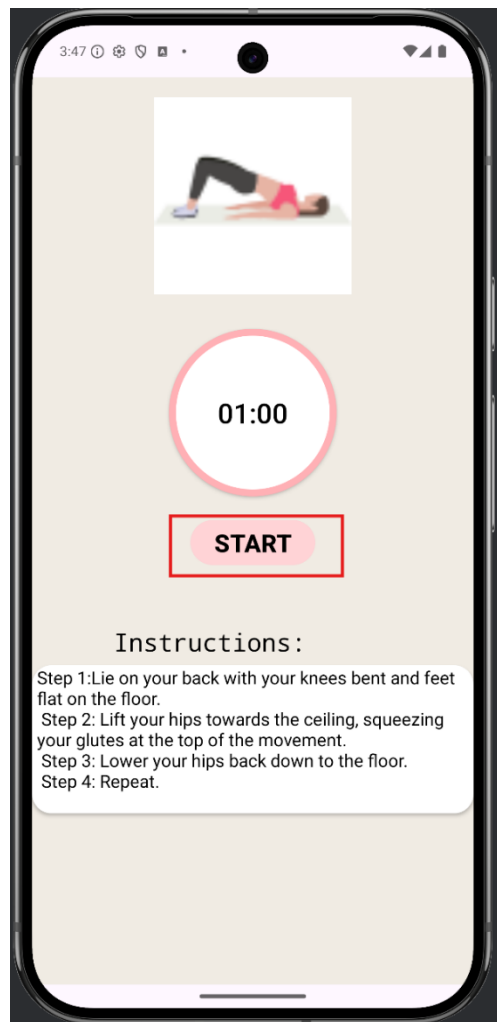 3:47
01:00
START
Instructions:
Step 1:Lie on your back with your knees bent and feet
flat on the floor.
Step 2: Lift your hips towards the ceiling, squeezing
your glutes at the top of the movement.
Step 3: Lower your hips back down to the floor.
Step 4: Repeat.